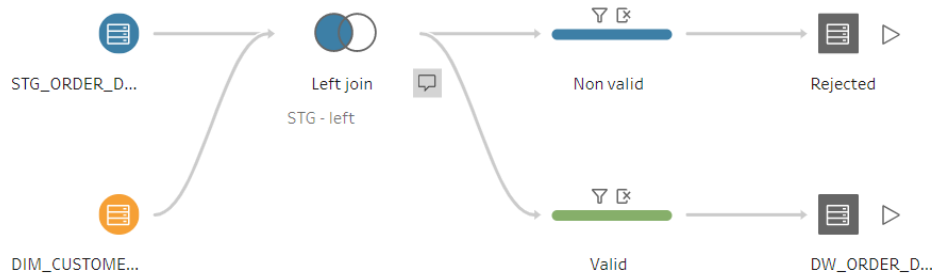 STG_ORDER_D...
Left join
STG - left
Non valid
Rejected
DIM_CUSTOME...
Valid
DW_ORDER_D...